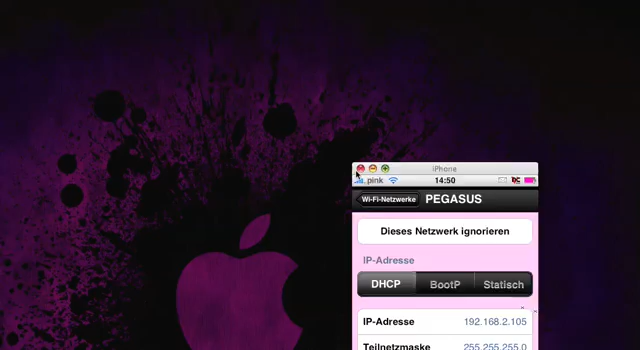 iPhone
pink 14:50
Wi-Fi-Netzwerke PEGASUS
Dieses Netzwerk ignorieren
IP-Adresse
DHCP BootP Statisch
IP-Adresse 192.168.2.105
Teilnetzmaske 255.255.255.0